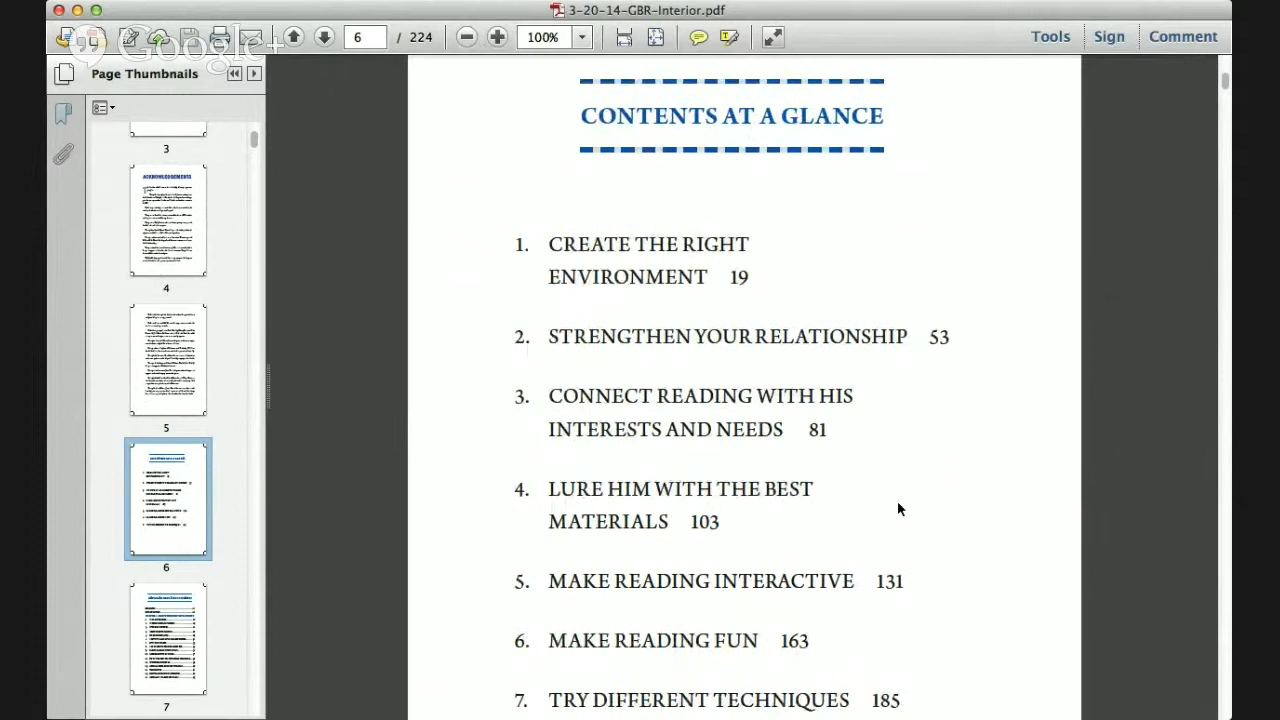 3-20-14-GBR-Interior.pdf
Google+
6 / 224
100%
Tools
Sign
Comment
Page Thumbnails
3
ACKNOWLEDGEMENTS
4
5
6
7
CONTENTS AT A GLANCE
1. CREATE THE RIGHT
ENVIRONMENT 19
2. STRENGTHEN YOUR RELATIONSHIP 53
3. CONNECT READING WITH HIS
INTERESTS AND NEEDS 81
4. LURE HIM WITH THE BEST
MATERIALS 103
5. MAKE READING INTERACTIVE 131
6. MAKE READING FUN 163
7. TRY DIFFERENT TECHNIQUES 185